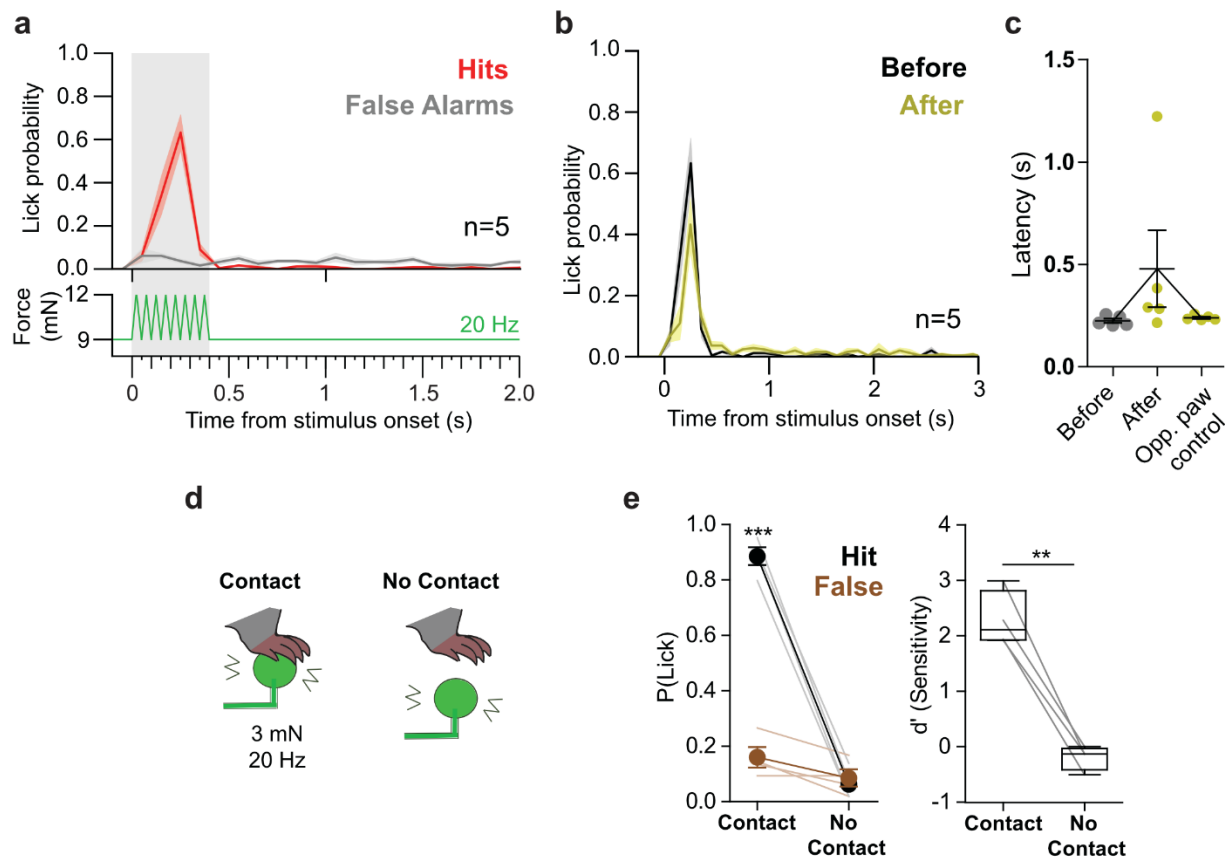 a
1.0
0.8
0.6
0.4
0.2
0.0
Lick probability
Hits
False Alarms
n=5
12
9
Force
(mN)
20 Hz
0
0.5
1.0
1.5
2.0
Time from stimulus onset (s)
b
1.0
0.8
0.6
0.4
0.2
0.0
Lick probability
Before
After
n=5
0
1
2
3
Time from stimulus onset (s)
c
1.5
1.0
0.5
0.0
Latency (s)
Before
After
Opp. paw
control
d
Contact
No Contact
3 mN
20 Hz
e
1.0
0.8
0.6
0.4
0.2
0.0
P(Lick)
***
Hit
False
Contact
No
Contact
4
3
2
1
0
-1
d' (Sensitivity)
**
Contact
No
Contact